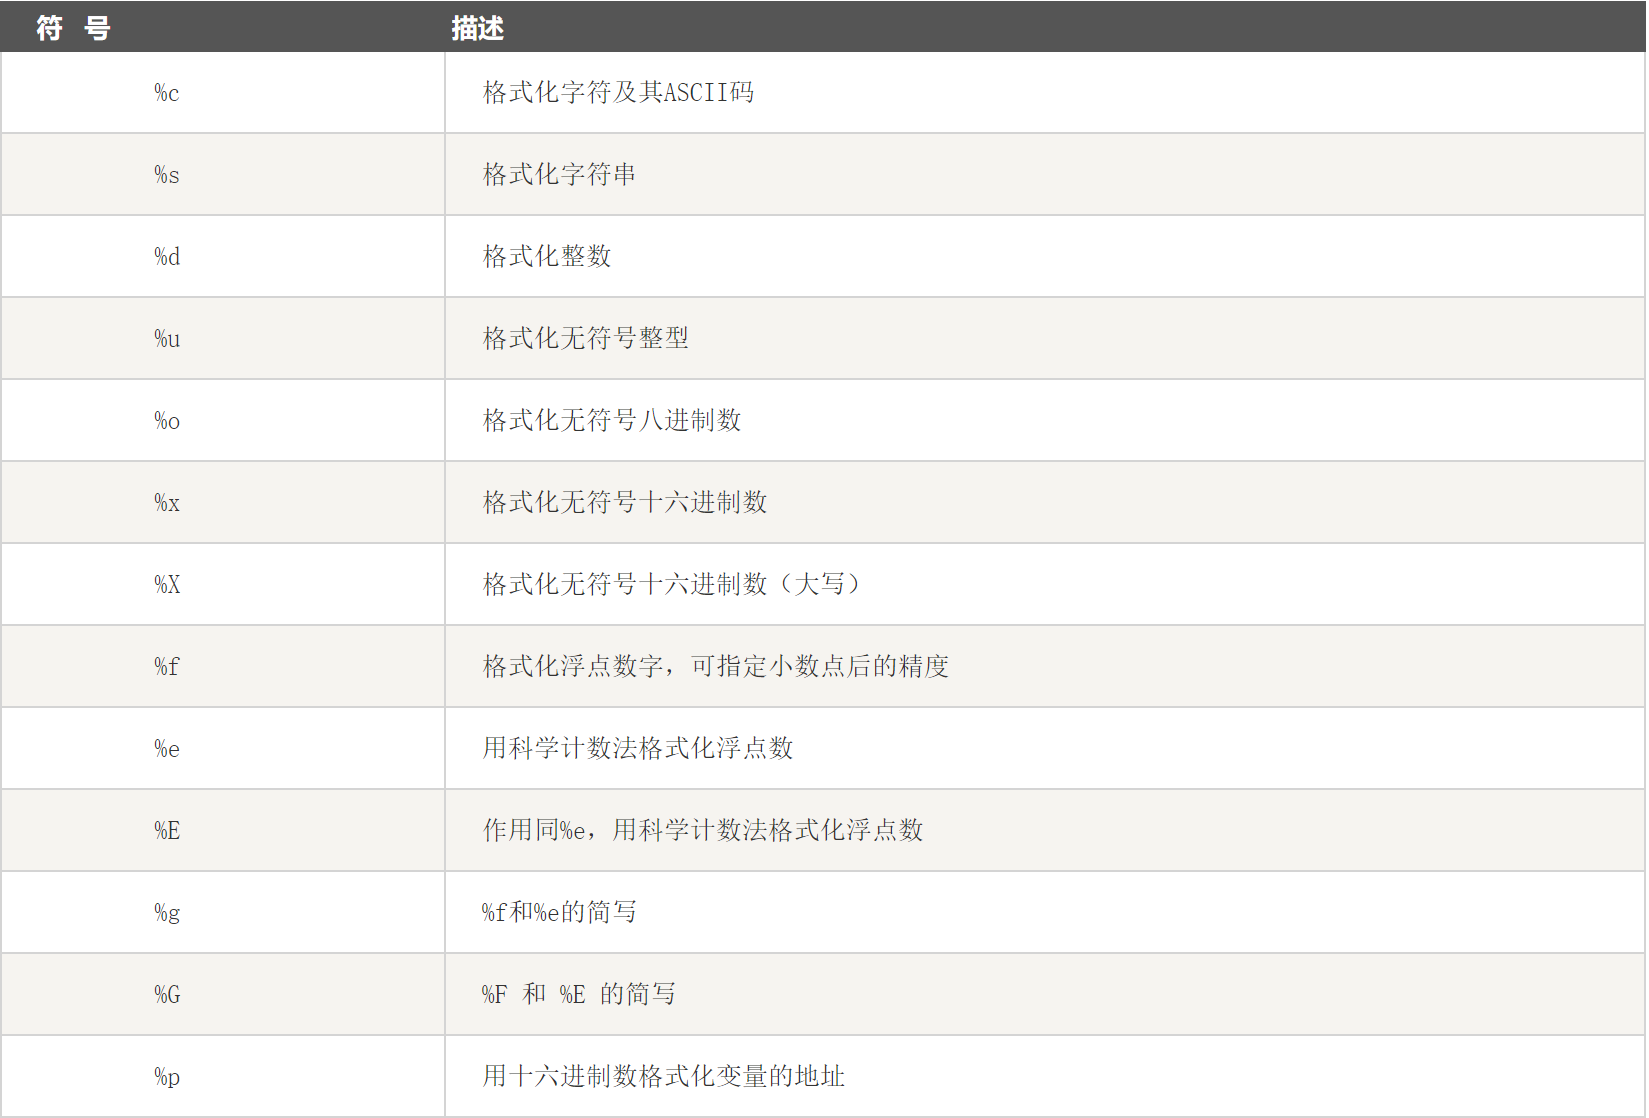 符 号 描述
%c 格式化字符及其ASCII码
%s 格式化字符串
%d 格式化整数
%u 格式化无符号整型
%o 格式化无符号八进制数
%x 格式化无符号十六进制数
%X 格式化无符号十六进制数（大写）
%f 格式化浮点数字，可指定小数点后的精度
%e 用科学计数法格式化浮点数
%E 作用同%e，用科学计数法格式化浮点数
%g %f和%e的简写
%G %F 和 %E 的简写
%p 用十六进制数格式化变量的地址